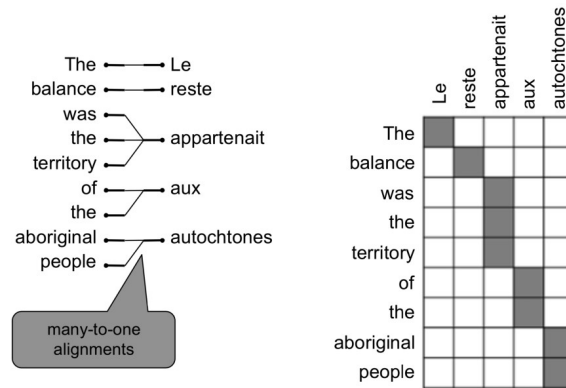 The Le
balance reste
was
the appartenait
territory
of aux
the
aboriginal autochtones
people
many-to-one
alignments
Le reste appartenait aux autochtones
The
balance
was
the
territory
of
the
aboriginal
people